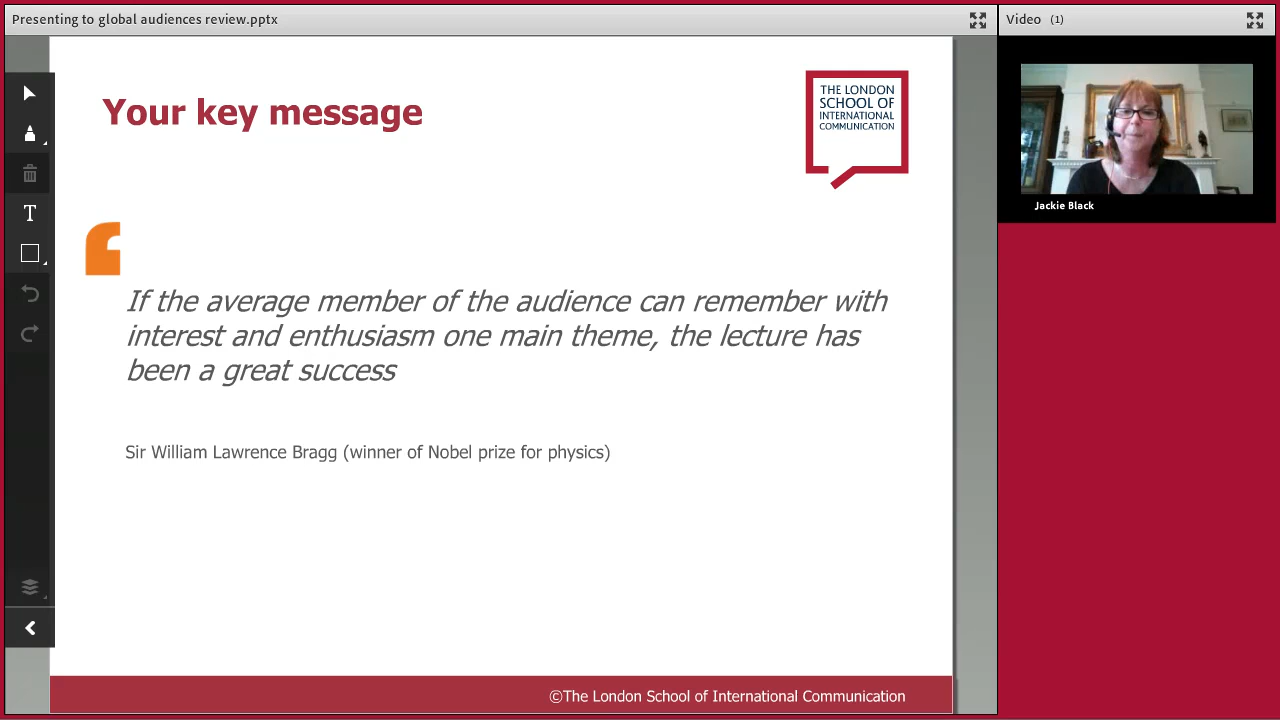 Presenting to global audiences review.pptx
Video (1)
Your key message
THE LONDON
SCHOOL OF
INTERNATIONAL
COMMUNICATION
Jackie Black
T
If the average member of the audience can remember with
interest and enthusiasm one main theme, the lecture has
been a great success
Sir William Lawrence Bragg (winner of Nobel prize for physics)
©The London School of International Communication